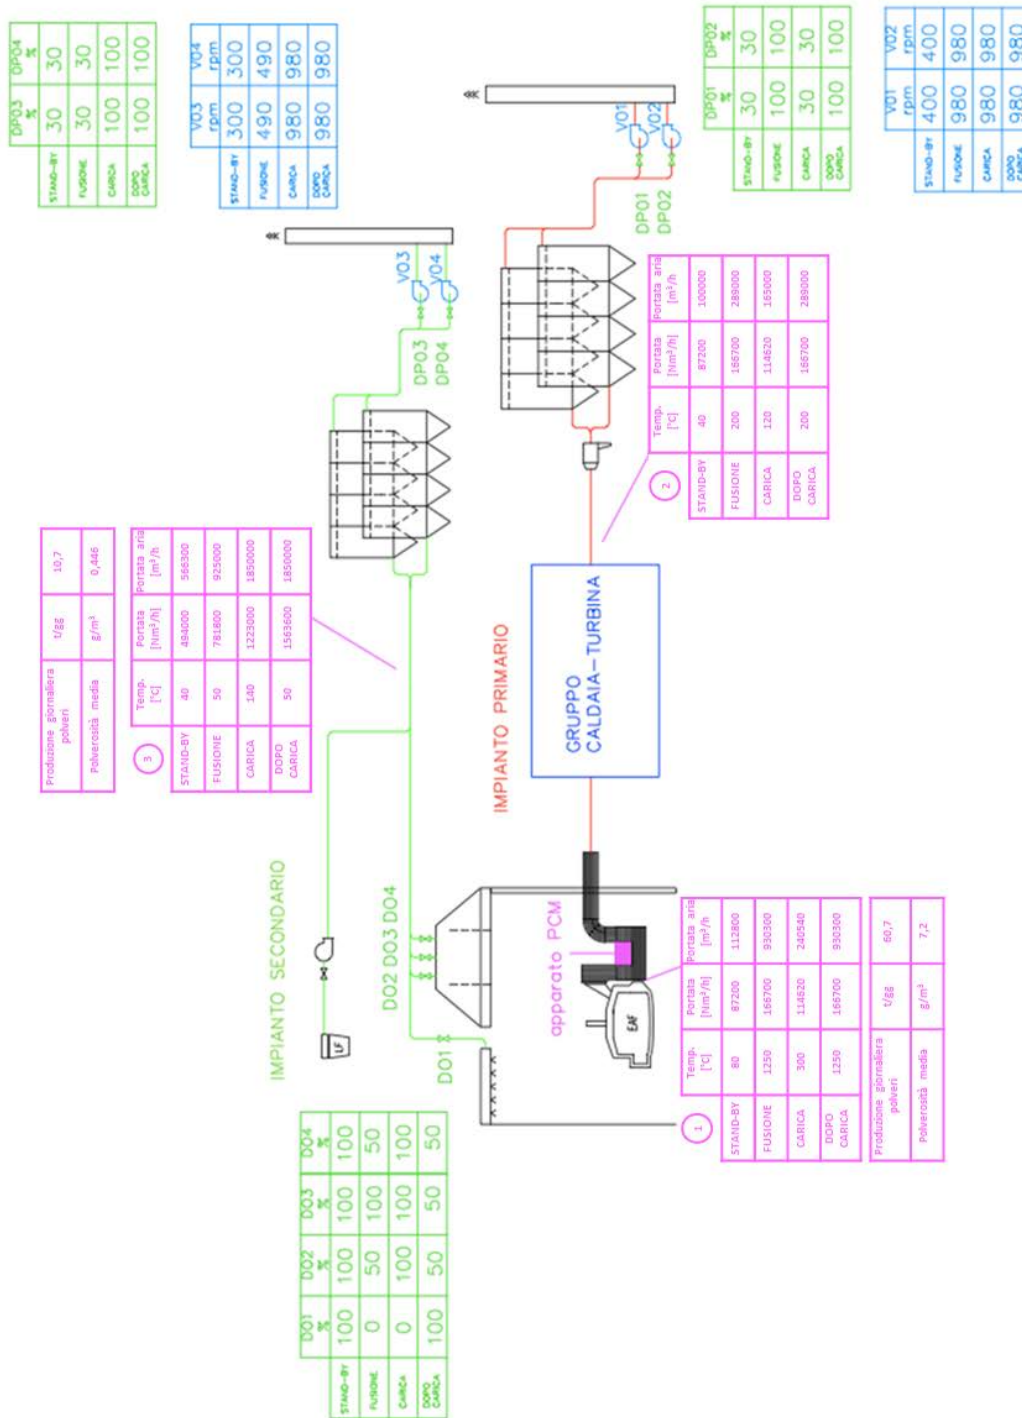 DP03 DP04
% %
STAND-BY 30 30
FUSIONE 30 30
CARICA 100 100
DOPO CARICA 100 100
V03 V04
rpm rpm
STAND-BY 300 300
FUSIONE 490 490
CARICA 980 980
DOPO CARICA 980 980
DP01 DP02
% %
STAND-BY 30 30
FUSIONE 100 100
CARICA 30 30
DOPO CARICA 100 100
V01 V02
rpm rpm
STAND-BY 400 400
FUSIONE 980 980
CARICA 980 980
DOPO CARICA 980 980
V03
V04
DP03
DP04
V01
V02
DP01
DP02
Produzione giornaliera polveri t/gg 10,7
Polverosità media g/m³ 0,446
3
Temp. [°C] Portata [Nm³/h] Portata aria [m³/h
STAND-BY 40 494000 566300
FUSIONE 50 781800 925000
CARICA 140 1223000 1850000
DOPO CARICA 50 1563600 1850000
2
Temp. [°C] Portata [Nm³/h] Portata aria [m³/h
STAND-BY 40 87200 100000
FUSIONE 200 166700 289000
CARICA 120 114620 165000
DOPO CARICA 200 166700 289000
IMPIANTO SECONDARIO
LF
DO2 DO3 DO4
DO1
IMPIANTO PRIMARIO
GRUPPO
CALDAIA-TURBINA
apparato PCM
EAF
DO1 DO2 DO3 DO4
% % % %
STAND-BY 100 100 100 100
FUSIONE 0 50 100 50
CARICA 0 100 100 100
DOPO CARICA 100 50 50 50
1
Temp. [°C] Portata [Nm³/h] Portata aria [m³/h
STAND-BY 80 87200 112800
FUSIONE 1250 166700 930300
CARICA 300 114620 240540
DOPO CARICA 1250 166700 930300
Produzione giornaliera polveri t/gg 60,7
Polverosità media g/m³ 7,2